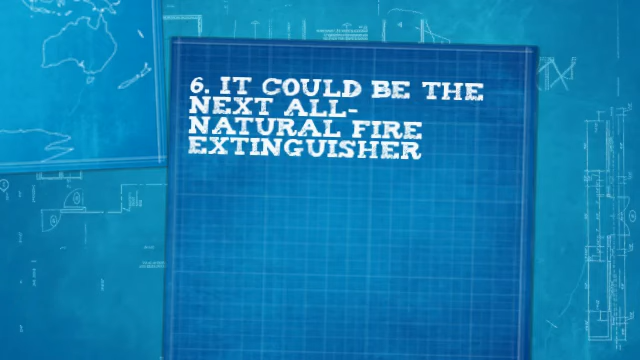 6. IT COULD BE THE
NEXT ALL-
NATURAL FIRE
EXTINGUISHER